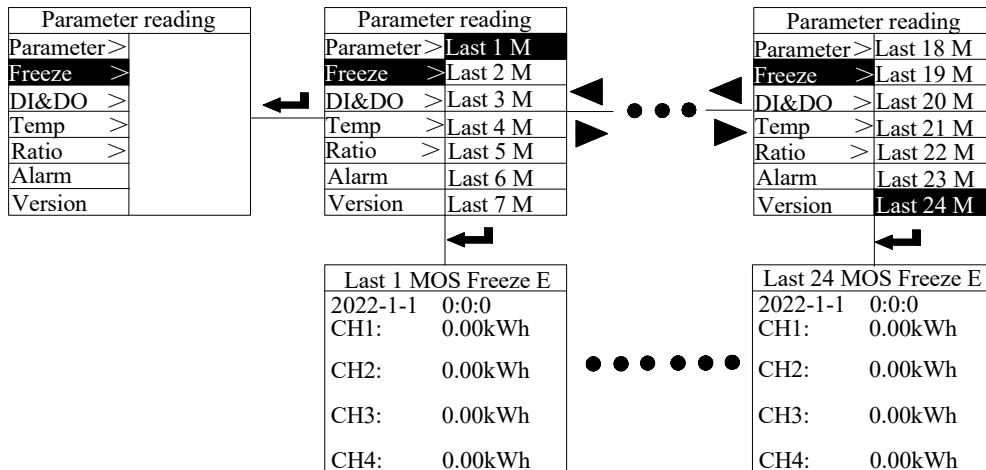 Parameter reading
Parameter >
Freeze >
DI&DO >
Temp >
Ratio >
Alarm
Version
Parameter reading
Parameter > Last 1 M
Freeze > Last 2 M
DI&DO > Last 3 M
Temp > Last 4 M
Ratio > Last 5 M
Alarm Last 6 M
Version Last 7 M
Parameter reading
Parameter > Last 18 M
Freeze > Last 19 M
DI&DO > Last 20 M
Temp > Last 21 M
Ratio > Last 22 M
Alarm Last 23 M
Version Last 24 M
Last 1 MOS Freeze E
2022-1-1 0:0:0
CH1: 0.00kWh
CH2: 0.00kWh
CH3: 0.00kWh
CH4: 0.00kWh
Last 24 MOS Freeze E
2022-1-1 0:0:0
CH1: 0.00kWh
CH2: 0.00kWh
CH3: 0.00kWh
CH4: 0.00kWh